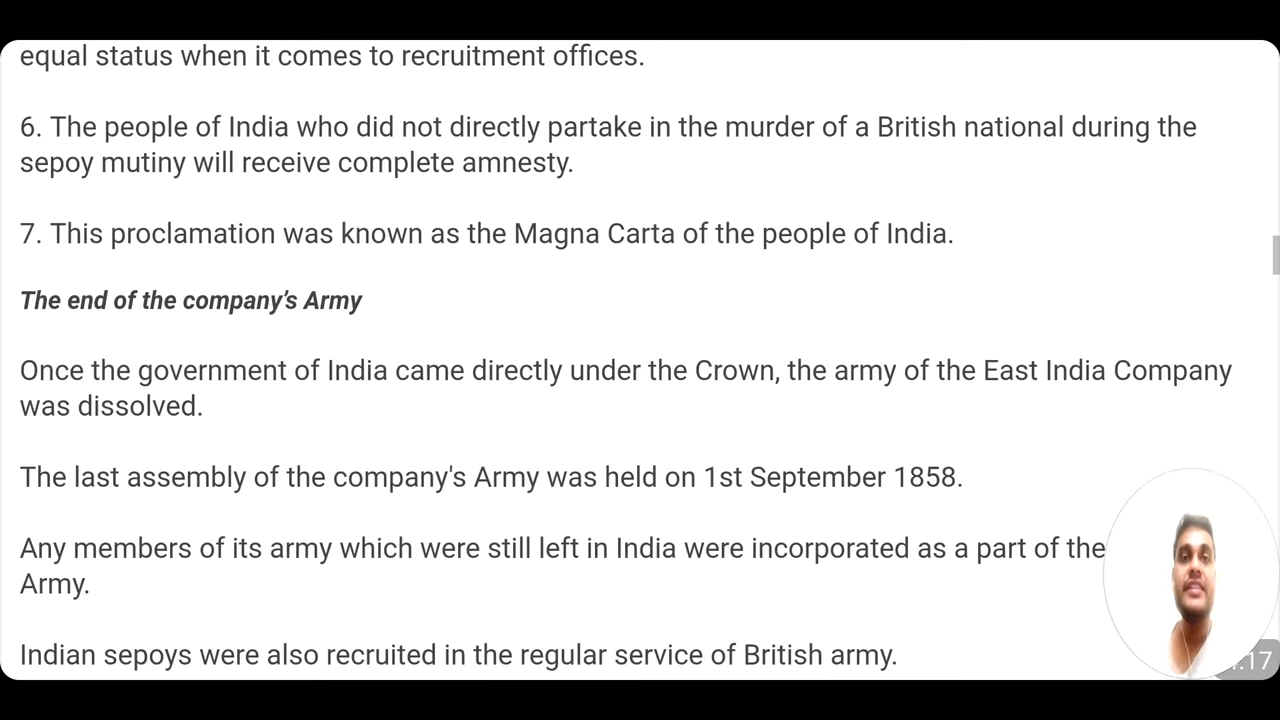 equal status when it comes to recruitment offices.
6. The people of India who did not directly partake in the murder of a British national during the
sepoy mutiny will receive complete amnesty.
7. This proclamation was known as the Magna Carta of the people of India.
The end of the company’s Army
Once the government of India came directly under the Crown, the army of the East India Company
was dissolved.
The last assembly of the company's Army was held on 1st September 1858.
Any members of its army which were still left in India were incorporated as a part of the
Army.
Indian sepoys were also recruited in the regular service of British army.